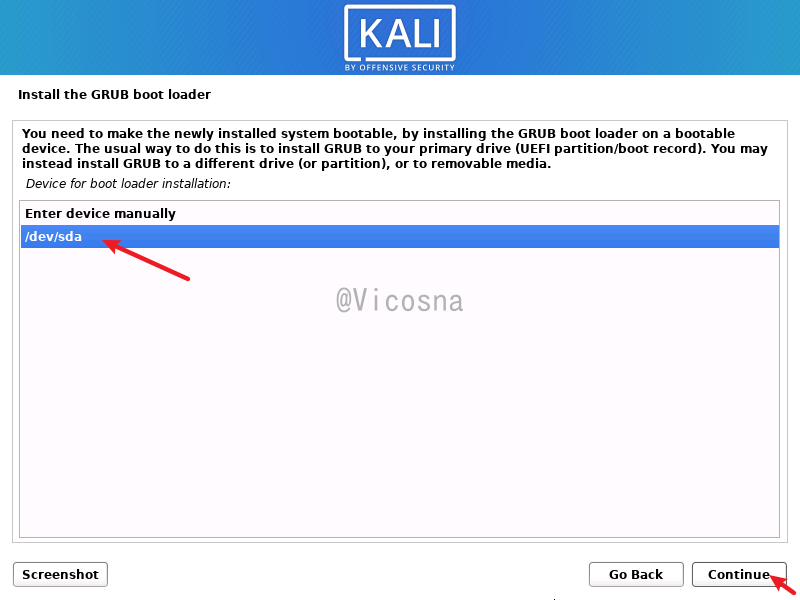 KALI
BY OFFENSIVE SECURITY
Install the GRUB boot loader
You need to make the newly installed system bootable, by installing the GRUB boot loader on a bootable
device. The usual way to do this is to install GRUB to your primary drive (UEFI partition/boot record). You may
instead install GRUB to a different drive (or partition), or to removable media.
Device for boot loader installation:
Enter device manually
/dev/sda
@Vicosna
Screenshot
Go Back
Continue